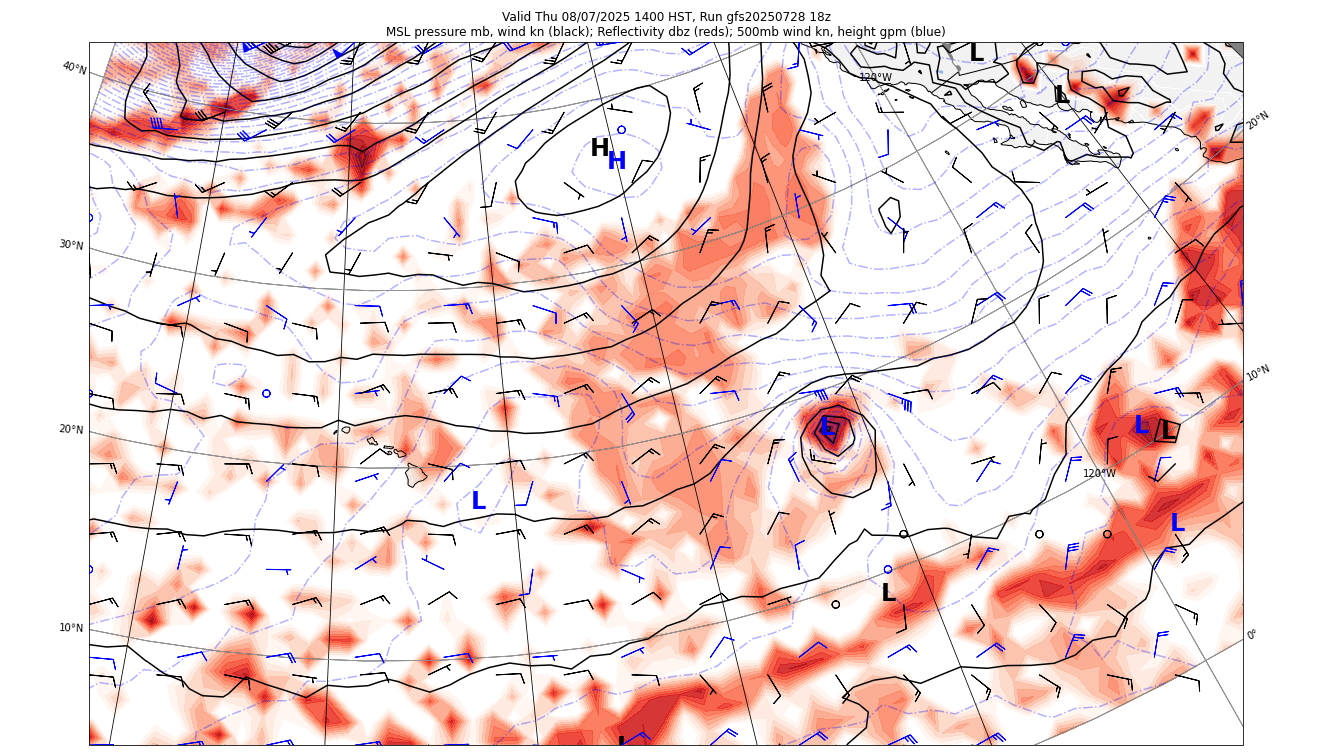 Valid Thu 08/07/2025 1400 HST, Run gfs20250728 18z
MSL pressure mb, wind kn (black); Reflectivity dbz (reds); 500mb wind kn, height gpm (blue)
L
40°N
120°W
L
20°N
H
H
30°N
10°N
L
L
L
20°N
120°W
L
L
L
10°N
0°
L